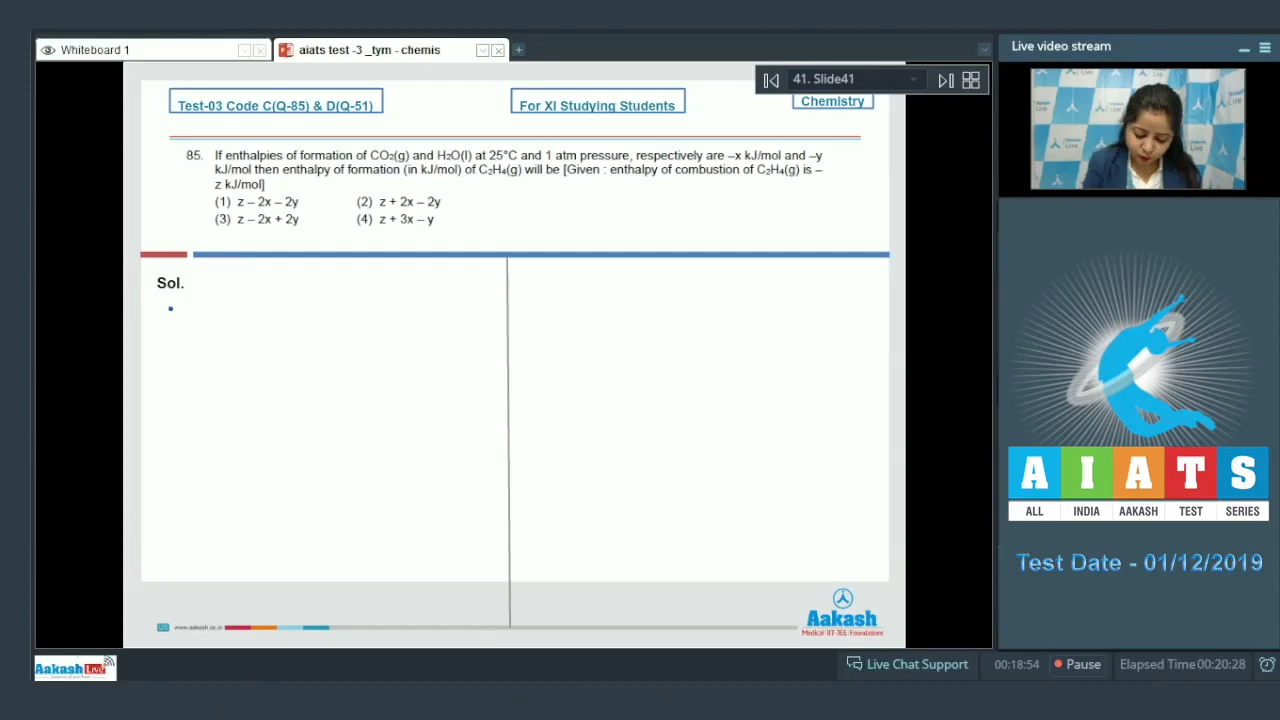 Whiteboard 1
aiats test -3 _tym - chemis
Live video stream
41. Slide41
Test-03 Code C(Q-85) & D(Q-51)
For XI Studying Students
Chemistry
85. If enthalpies of formation of CO₂(g) and H₂O(l) at 25°C and 1 atm pressure, respectively are –x kJ/mol and –y
kJ/mol then enthalpy of formation (in kJ/mol) of C₂H₄(g) will be [Given : enthalpy of combustion of C₂H₄(g) is –
z kJ/mol]
(1) z – 2x – 2y (2) z + 2x – 2y
(3) z – 2x + 2y (4) z + 3x – y
Sol.
AIATS
ALL INDIA AAKASH TEST SERIES
Test Date - 01/12/2019
www.aakash.ac.in
Aakash
Medical IIT-JEE Foundations
Aakash Live
Live Chat Support
00:18:54
Pause
Elapsed Time 00:20:28